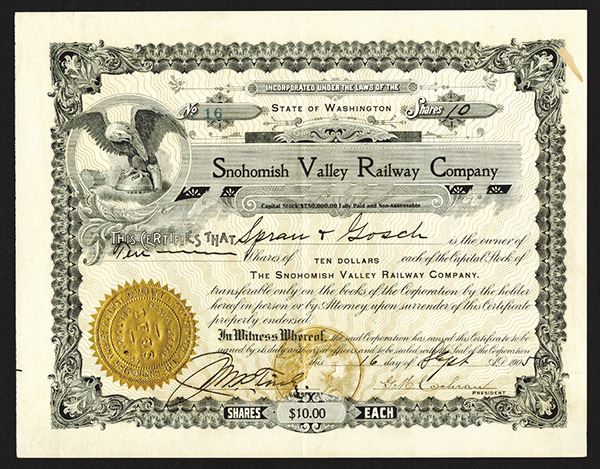 INCORPORATED UNDER THE LAWS OF THE
No 16
STATE OF WASHINGTON
Shares 10
Snohomish Valley Railway Company
Capital Stock $750,000.00 Fully Paid and Non-Assessable
THIS CERTIFIES THAT Spran & Gosch is the owner of
Ten Shares of TEN DOLLARS each of the Capital Stock of
THE SNOHOMISH VALLEY RAILWAY COMPANY.
transferable only on the books of the Corporation by the holder
hereof in person or by Attorney upon surrender of this Certificate
properly endorsed.
In Witness Whereof, the said Corporation has caused this Certificate to be
signed by its duly authorized officers and to be sealed with the Seal of the Corporation
this 16 day of Sept A.D. 1905
G.M. Cochran
PRESIDENT
SHARES $10.00 EACH